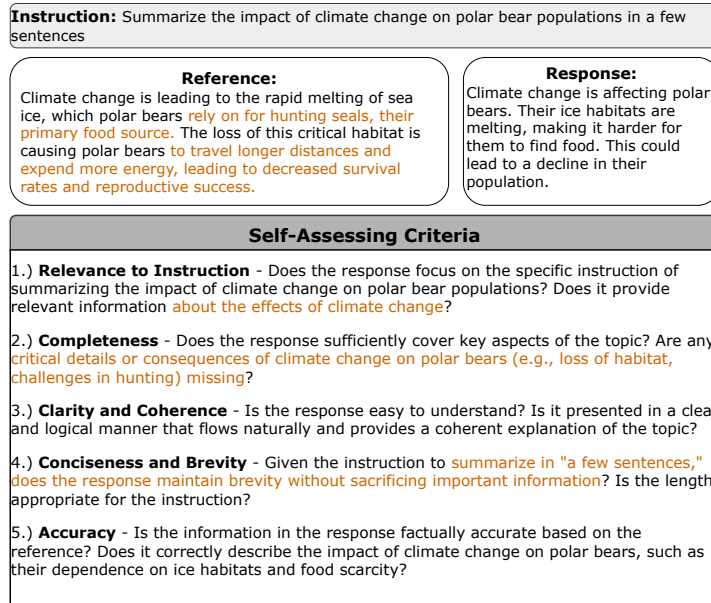 Instruction: Summarize the impact of climate change on polar bear populations in a few
sentences
Reference:
Climate change is leading to the rapid melting of sea
ice, which polar bears rely on for hunting seals, their
primary food source. The loss of this critical habitat is
causing polar bears to travel longer distances and
expend more energy, leading to decreased survival
rates and reproductive success.
Response:
Climate change is affecting polar
bears. Their ice habitats are
melting, making it harder for
them to find food. This could
lead to a decline in their
population.
Self-Assessing Criteria
1.) Relevance to Instruction - Does the response focus on the specific instruction of
summarizing the impact of climate change on polar bear populations? Does it provide
relevant information about the effects of climate change?
2.) Completeness - Does the response sufficiently cover key aspects of the topic? Are any
critical details or consequences of climate change on polar bears (e.g., loss of habitat,
challenges in hunting) missing?
3.) Clarity and Coherence - Is the response easy to understand? Is it presented in a clea
and logical manner that flows naturally and provides a coherent explanation of the topic?
4.) Conciseness and Brevity - Given the instruction to summarize in "a few sentences,"
does the response maintain brevity without sacrificing important information? Is the length
appropriate for the instruction?
5.) Accuracy - Is the information in the response factually accurate based on the
reference? Does it correctly describe the impact of climate change on polar bears, such as
their dependence on ice habitats and food scarcity?